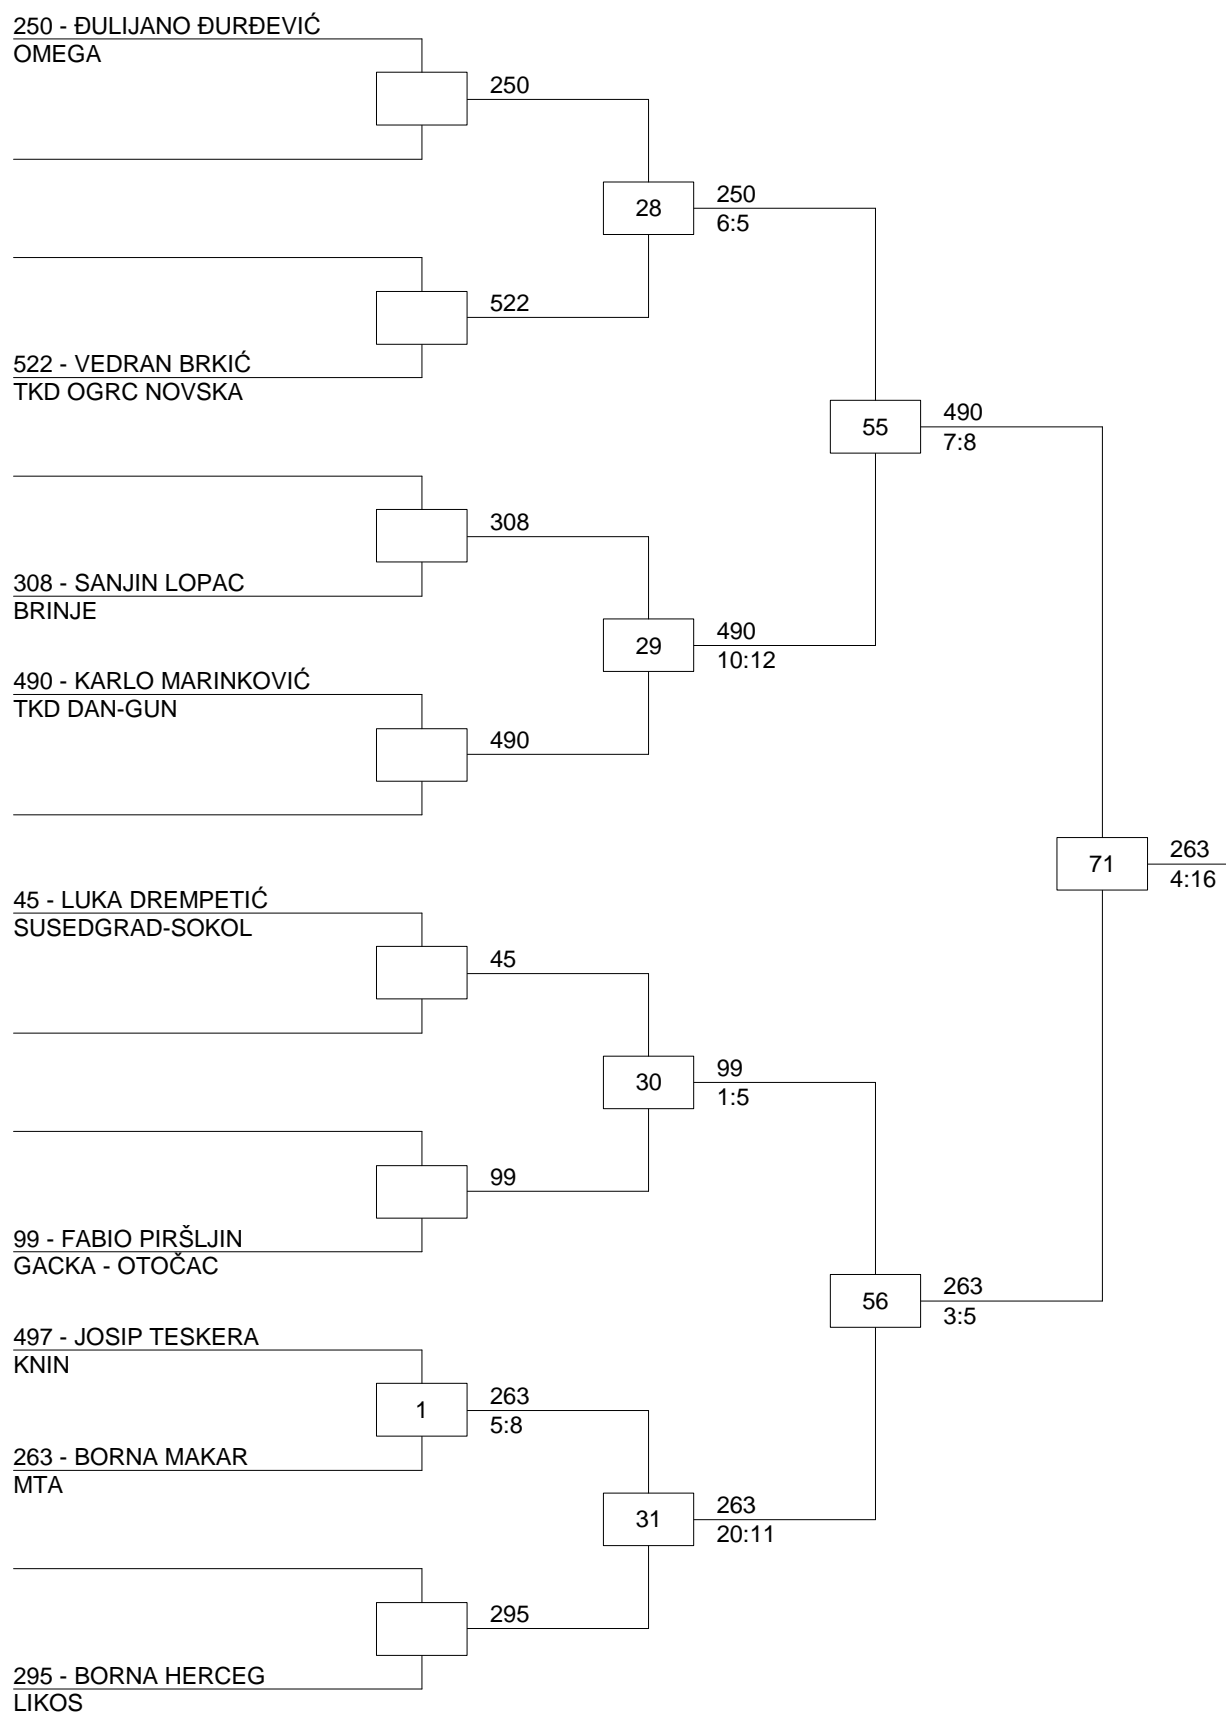 250 - ĐULIJANO ĐURĐEVIĆ
OMEGA
250
28
250
6:5
522
522 - VEDRAN BRKIĆ
TKD OGRC NOVSKA
55
490
7:8
308
308 - SANJIN LOPAC
BRINJE
29
490
10:12
490 - KARLO MARINKOVIĆ
TKD DAN-GUN
490
71
263
4:16
45 - LUKA DREMPETIĆ
SUSEDGRAD-SOKOL
45
30
99
1:5
99
99 - FABIO PIRŠLJIN
GACKA - OTOČAC
56
263
3:5
497 - JOSIP TESKERA
KNIN
1
263
5:8
263 - BORNA MAKAR
MTA
31
263
20:11
295
295 - BORNA HERCEG
LIKOS